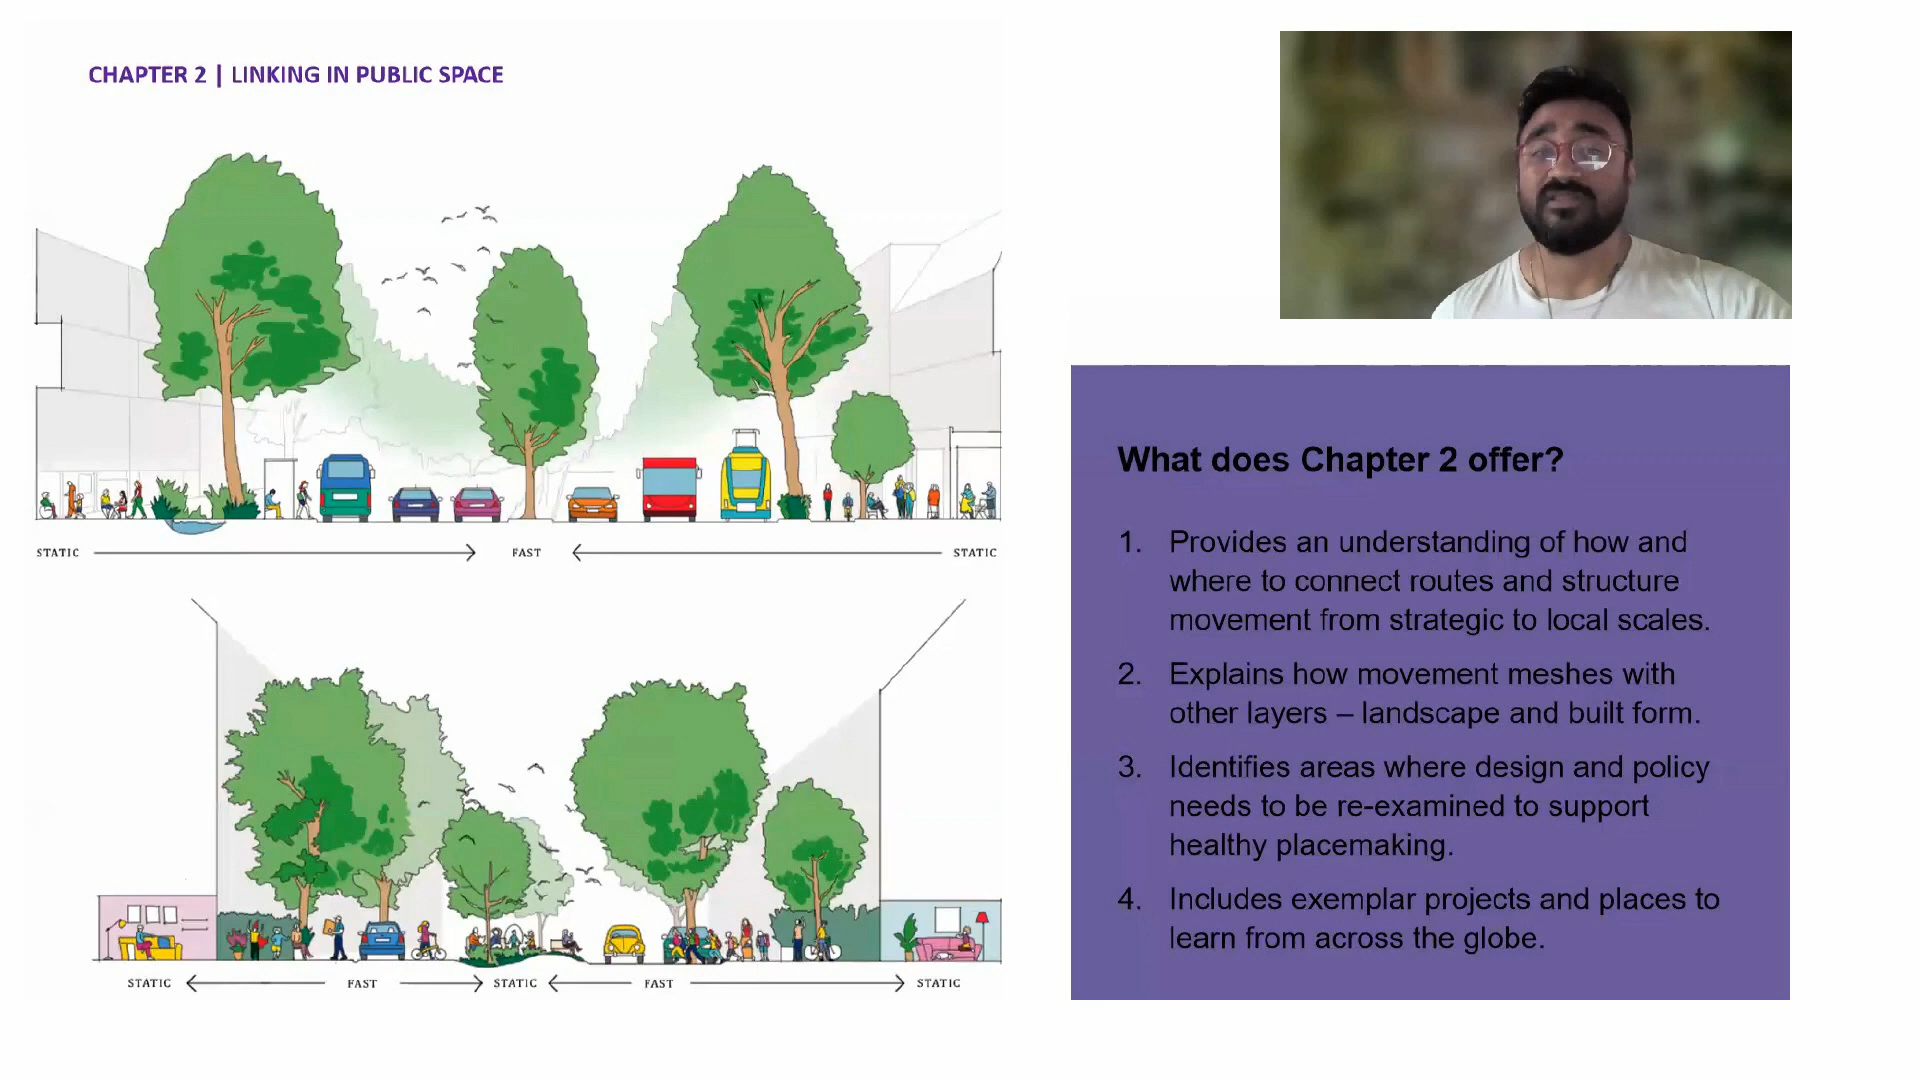 CHAPTER 2 | LINKING IN PUBLIC SPACE
STATIC
FAST
STATIC
STATIC
FAST
STATIC
FAST
STATIC
What does Chapter 2 offer?
1. Provides an understanding of how and
where to connect routes and structure
movement from strategic to local scales.
2. Explains how movement meshes with
other layers – landscape and built form.
3. Identifies areas where design and policy
needs to be re-examined to support
healthy placemaking.
4. Includes exemplar projects and places to
learn from across the globe.